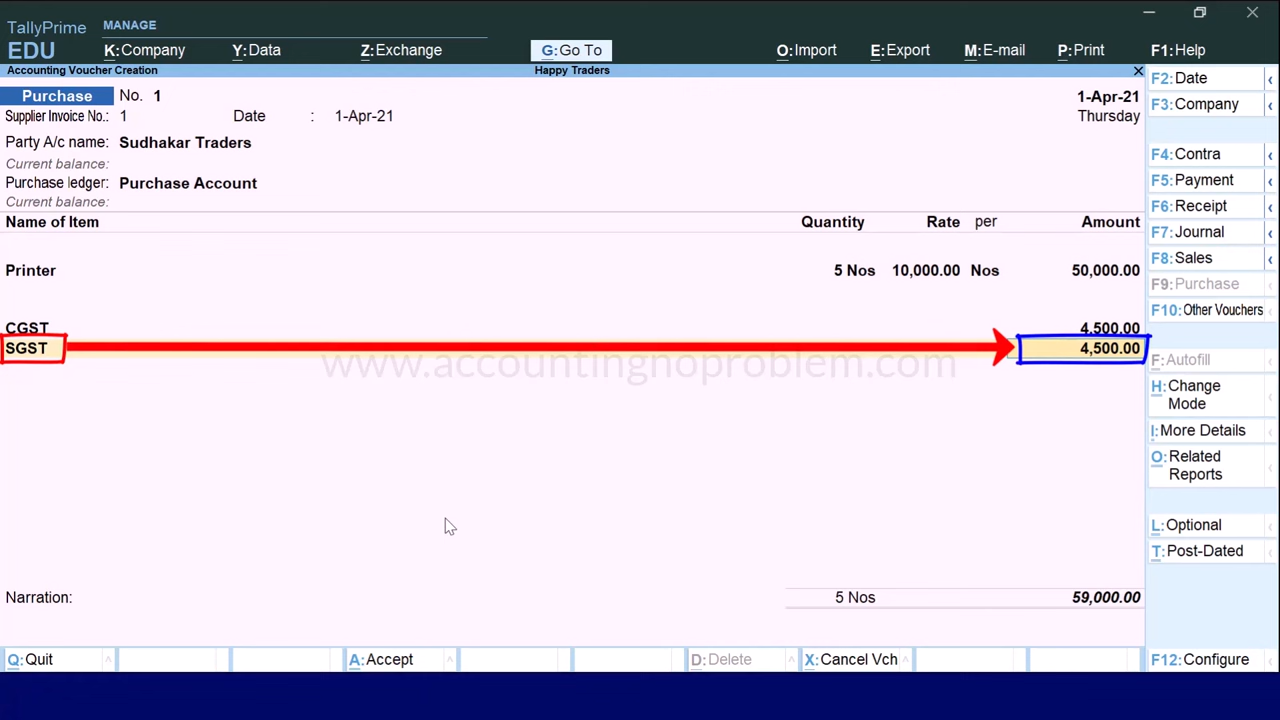 TallyPrime MANAGE
EDU K:Company Y:Data Z:Exchange G:Go To O:Import E:Export M:E-mail P:Print F1:Help
Accounting Voucher Creation Happy Traders
Purchase No. 1 1-Apr-21
Supplier Invoice No.: 1 Date : 1-Apr-21 Thursday
Party A/c name: Sudhakar Traders
Current balance:
Purchase ledger: Purchase Account
Current balance:
Name of Item Quantity Rate per Amount
Printer 5 Nos 10,000.00 Nos 50,000.00
CGST 4,500.00
SGST 4,500.00
www.accountingnoproblem.com
Narration: 5 Nos 59,000.00
Q:Quit A:Accept D:Delete X:Cancel Vch
F2:Date
F3:Company
F4:Contra
F5:Payment
F6:Receipt
F7:Journal
F8:Sales
F9:Purchase
F10:Other Vouchers
F:Autofill
H:Change
Mode
I:More Details
O:Related
Reports
L:Optional
T:Post-Dated
F12:Configure